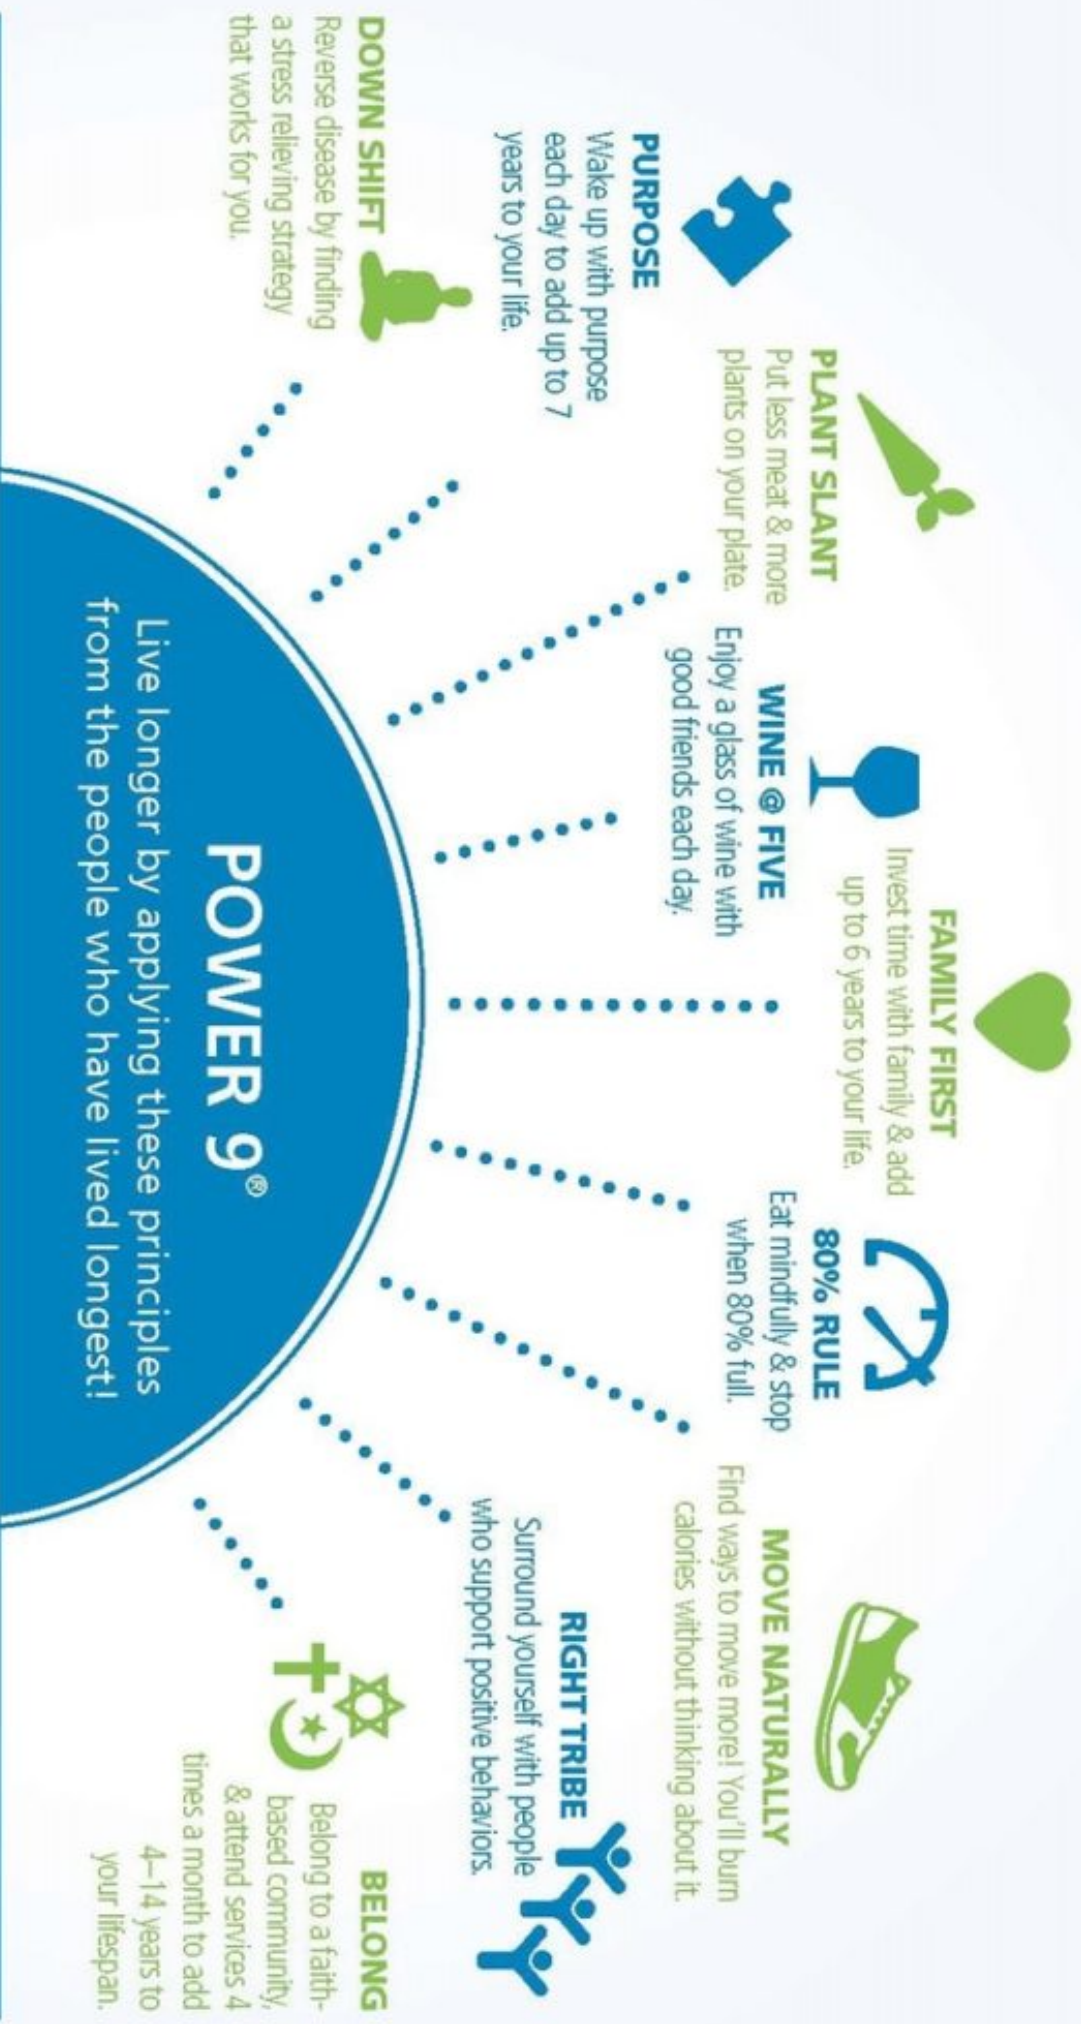 DOWN SHIFT
Reverse disease by finding
a stress relieving strategy
that works for you.
PURPOSE
Wake up with purpose
each day to add up to 7
years to your life.
PLANT SLANT
Put less meat & more
plants on your plate.
WINE @ FIVE
Enjoy a glass of wine with
good friends each day.
FAMILY FIRST
Invest time with family & add
up to 6 years to your life.
80% RULE
Eat mindfully & stop
when 80% full.
MOVE NATURALLY
Find ways to move more! You'll burn
calories without thinking about it.
RIGHT TRIBE
Surround yourself with people
who support positive behaviors.
BELONG
Belong to a faith-
based community,
& attend services 4
times a month to add
4–14 years to
your lifespan.
POWER 9®
Live longer by applying these principles
from the people who have lived longest!